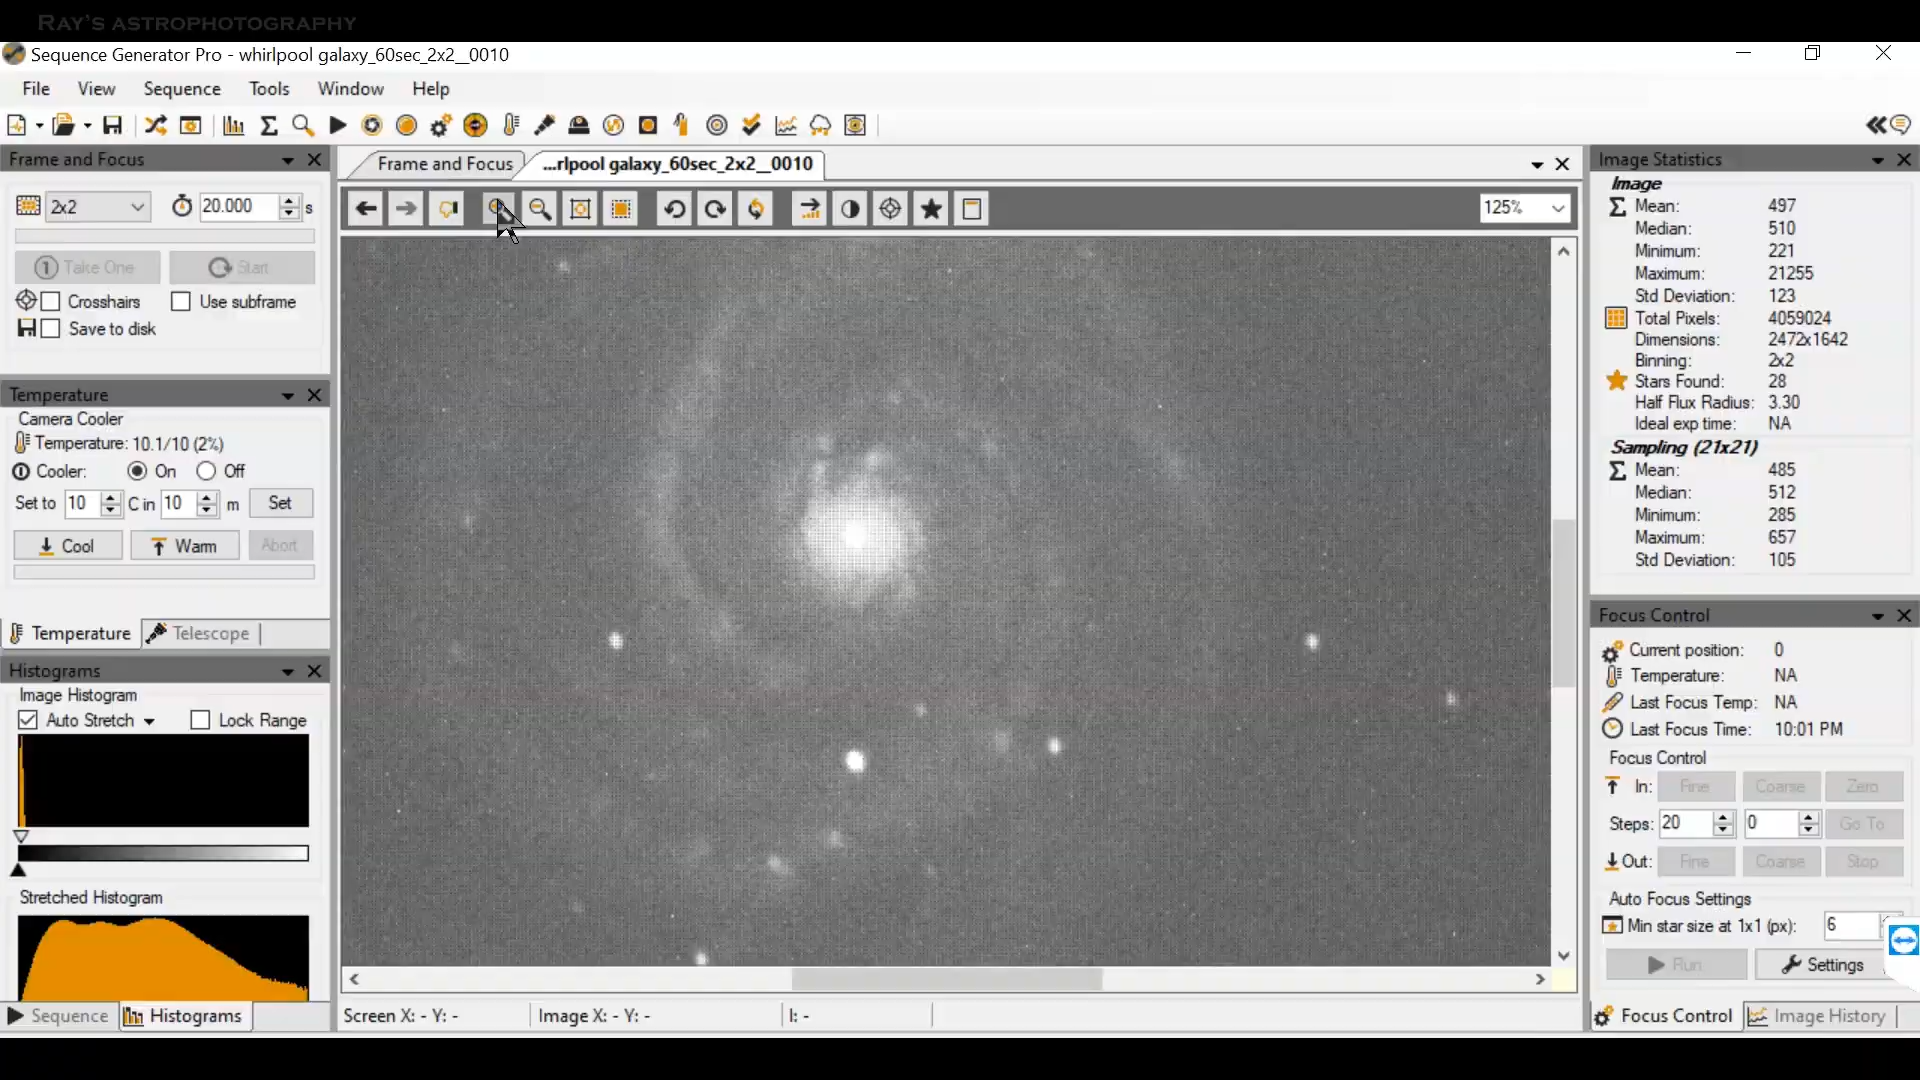 RAY'S ASTROPHOTOGRAPHY
Sequence Generator Pro - whirlpool galaxy_60sec_2x2__0010
File View Sequence Tools Window Help
Frame and Focus
2x2 20.000 s
Take One Start
Crosshairs Use subframe
Save to disk
Temperature
Camera Cooler
Temperature: 10.1/10 (2%)
Cooler: On Off
Set to 10 C in 10 m Set
Cool Warm Abort
Temperature Telescope
Histograms
Image Histogram
Auto Stretch Lock Range
Stretched Histogram
Sequence Histograms
Frame and Focus ...rlpool galaxy_60sec_2x2__0010
125%
Screen X: - Y: - Image X: - Y: - I: -
Image Statistics
Image
Mean: 497
Median: 510
Minimum: 221
Maximum: 21255
Std Deviation: 123
Total Pixels: 4059024
Dimensions: 2472x1642
Binning: 2x2
Stars Found: 28
Half Flux Radius: 3.30
Ideal exp time: NA
Sampling (21x21)
Mean: 485
Median: 512
Minimum: 285
Maximum: 657
Std Deviation: 105
Focus Control
Current position: 0
Temperature: NA
Last Focus Temp: NA
Last Focus Time: 10:01 PM
Focus Control
In: Fine Coarse Zero
Steps: 20 0 Go To
Out: Fine Coarse Stop
Auto Focus Settings
Min star size at 1x1 (px): 6
Run Settings
Focus Control Image History